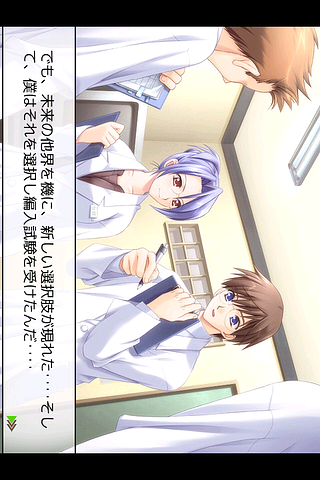 でも、未来の他界を機に、新しい選択肢が現れた‥‥そし
て、僕はそれを選択し編入試験を受けたんだ‥‥